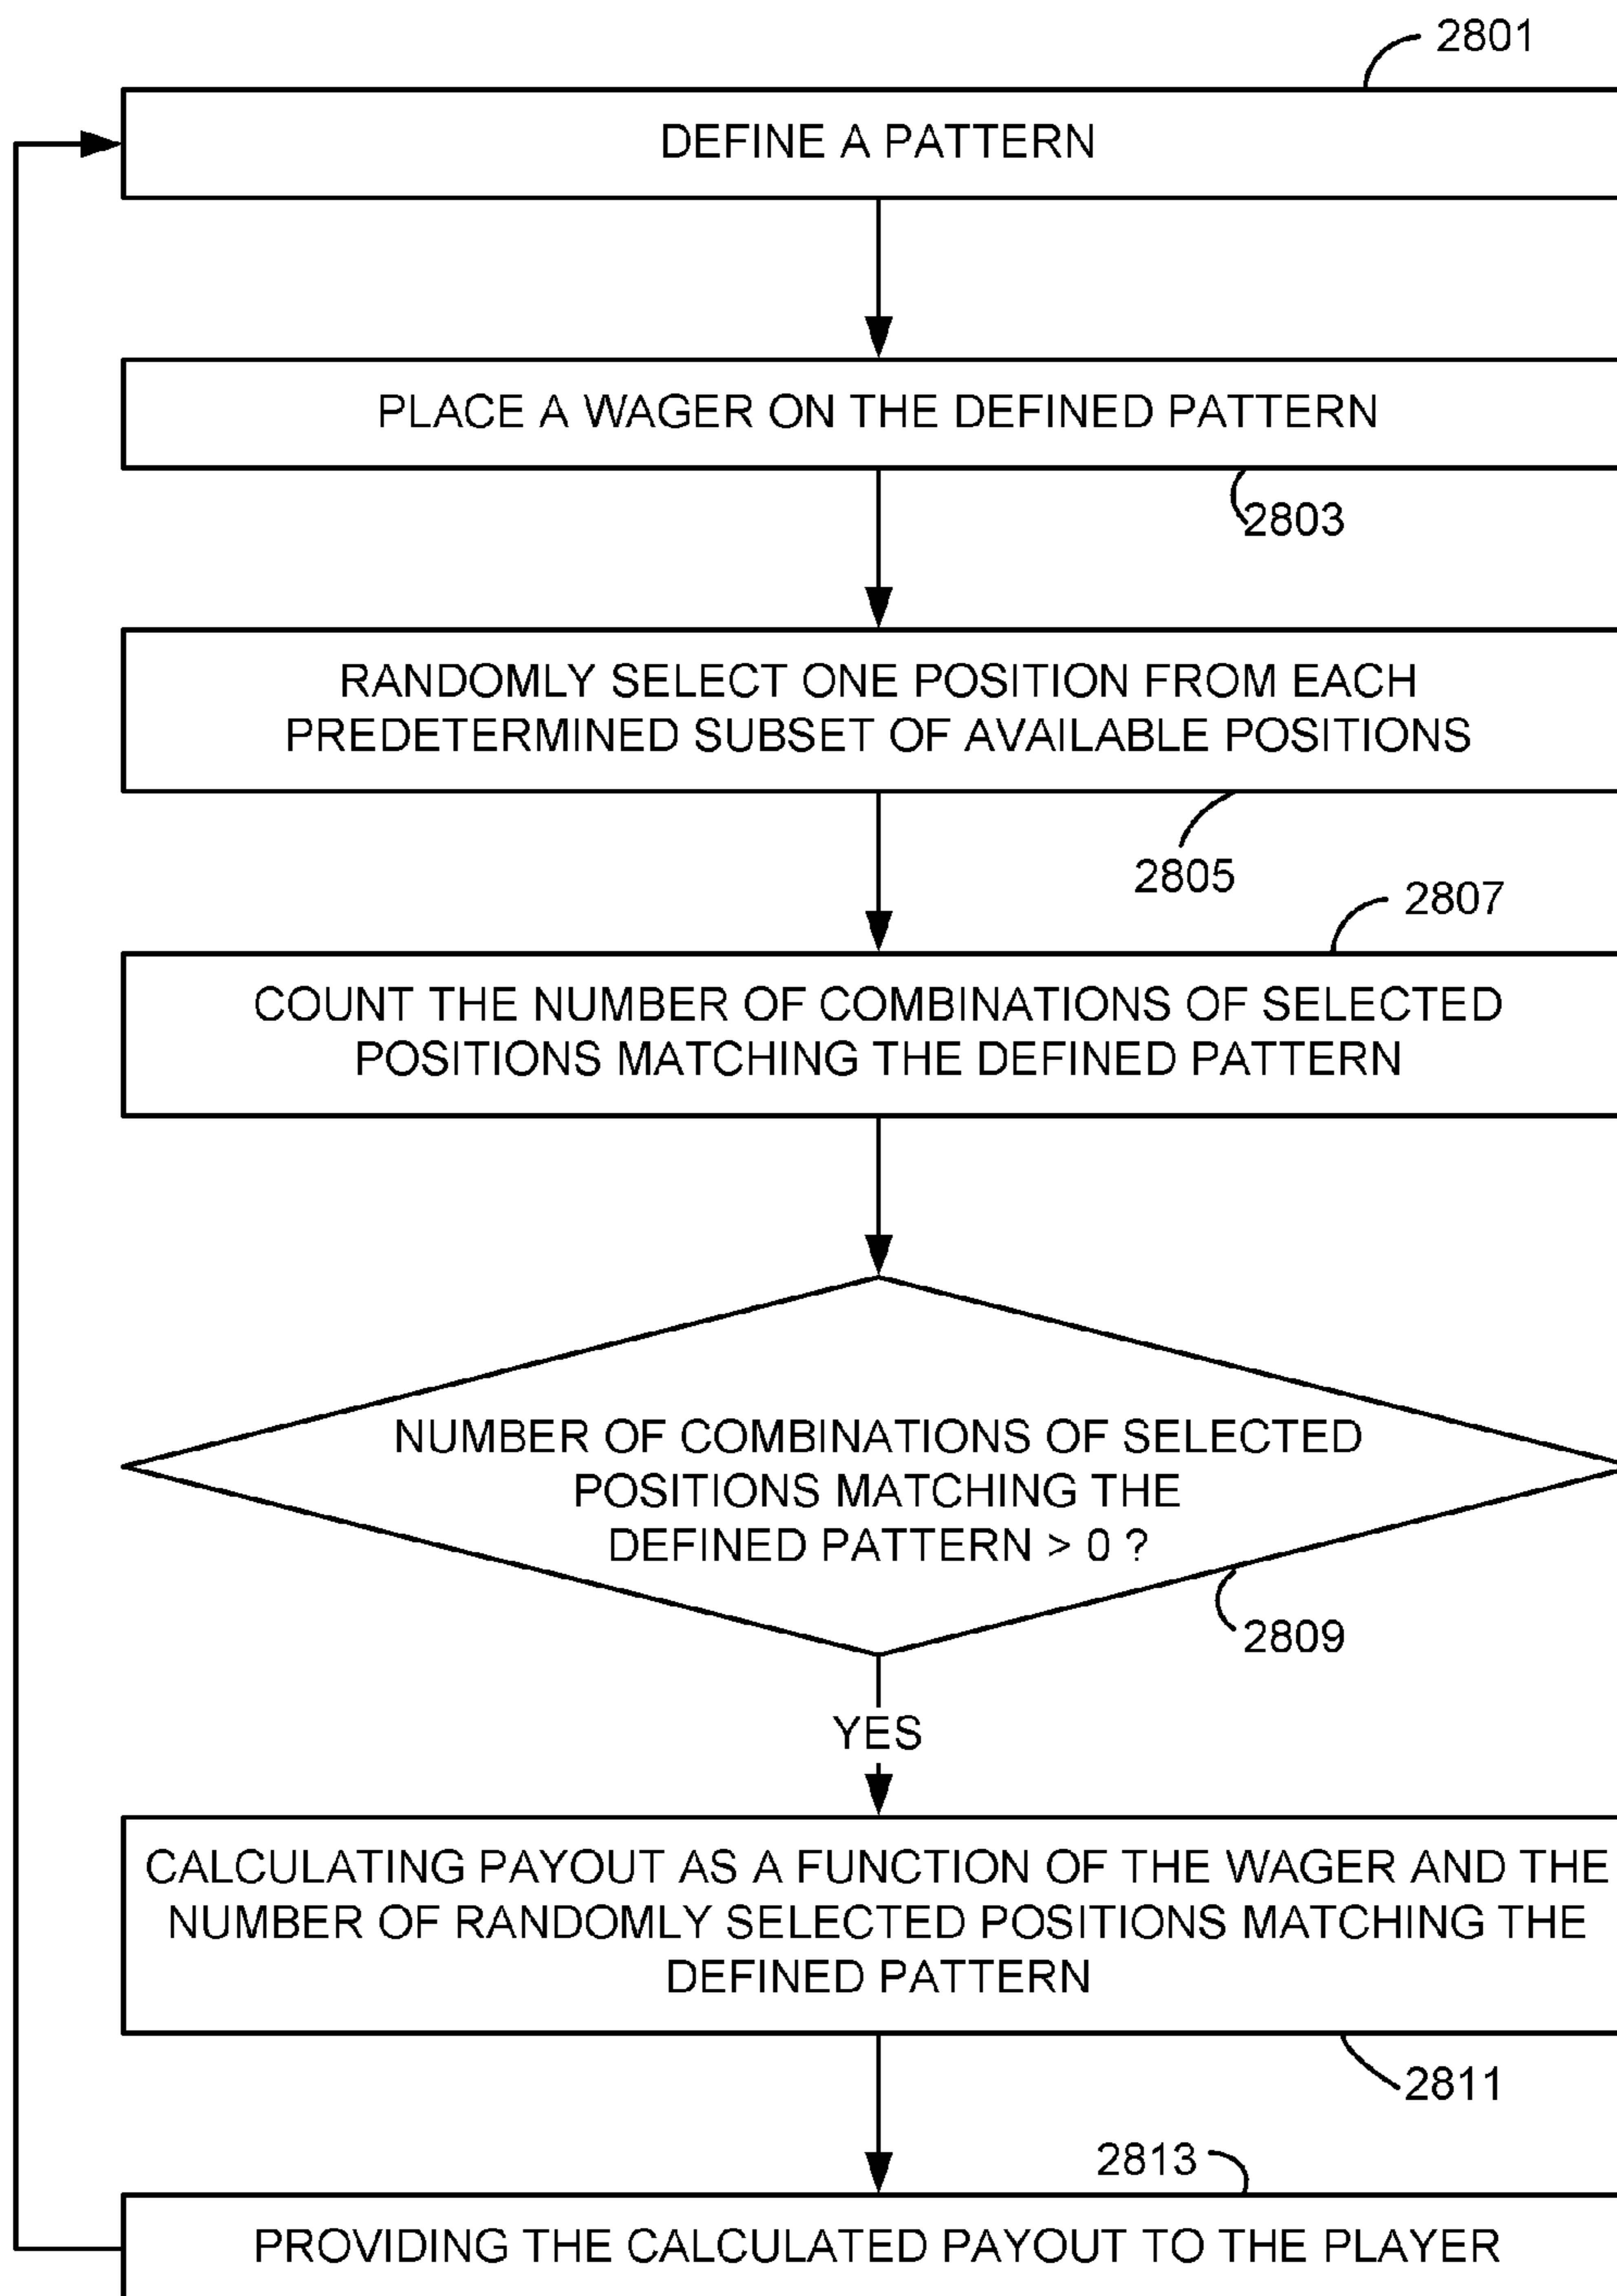 2801
DEFINE A PATTERN
PLACE A WAGER ON THE DEFINED PATTERN
2803
RANDOMLY SELECT ONE POSITION FROM EACH
PREDETERMINED SUBSET OF AVAILABLE POSITIONS
2805
2807
COUNT THE NUMBER OF COMBINATIONS OF SELECTED
POSITIONS MATCHING THE DEFINED PATTERN
NUMBER OF COMBINATIONS OF SELECTED
POSITIONS MATCHING THE
DEFINED PATTERN > 0 ?
2809
YES
CALCULATING PAYOUT AS A FUNCTION OF THE WAGER AND THE
NUMBER OF RANDOMLY SELECTED POSITIONS MATCHING THE
DEFINED PATTERN
2811
2813
PROVIDING THE CALCULATED PAYOUT TO THE PLAYER